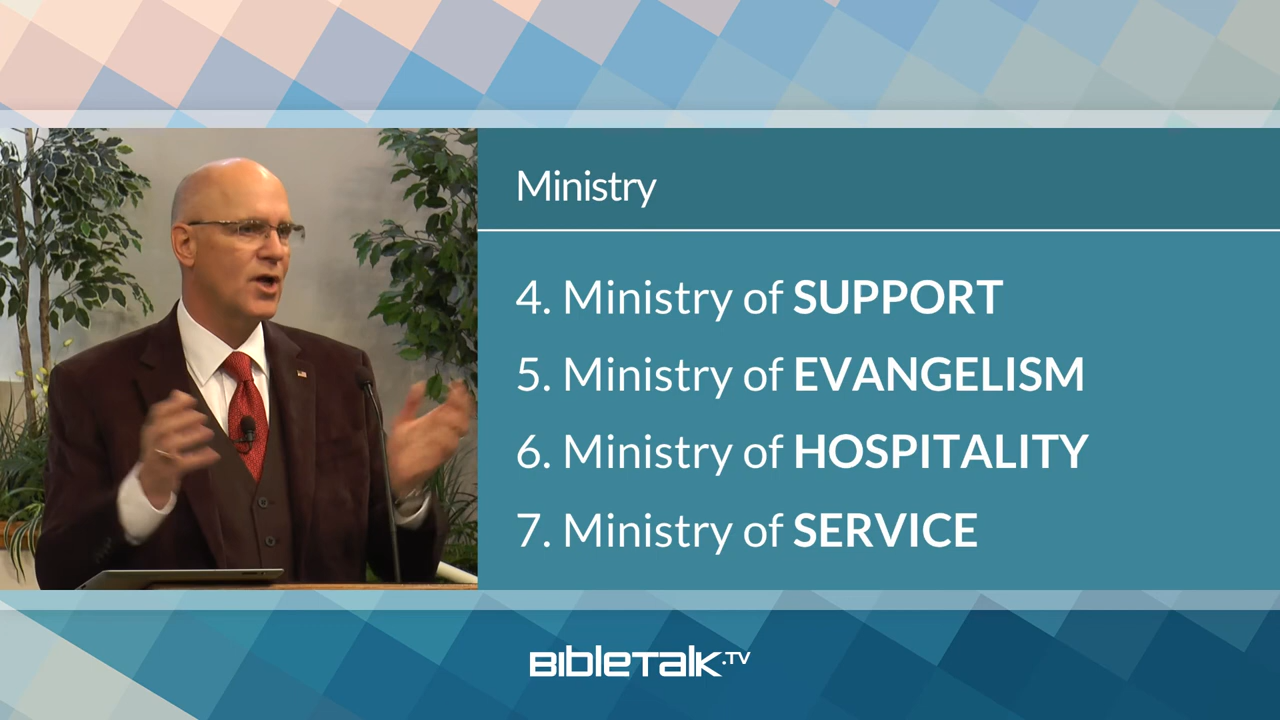 Ministry
4. Ministry of SUPPORT
5. Ministry of EVANGELISM
6. Ministry of HOSPITALITY
7. Ministry of SERVICE
BIBLETALK.TV